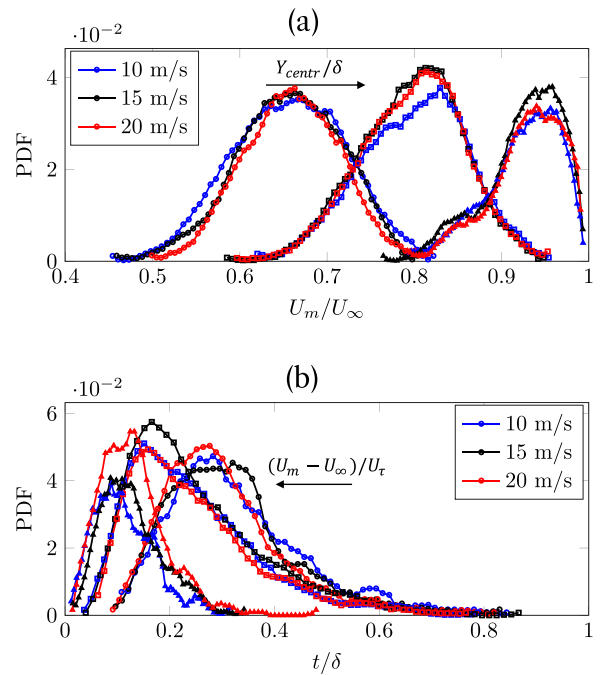 (a)
·10⁻²
10 m/s
15 m/s
20 m/s
Y_centr/δ
PDF
4
2
0
0.4 0.5 0.6 0.7 0.8 0.9 1
U_m/U_∞
(b)
·10⁻²
10 m/s
15 m/s
20 m/s
(U_m − U_∞)/U_τ
PDF
6
4
2
0
0 0.2 0.4 0.6 0.8 1
t/δ